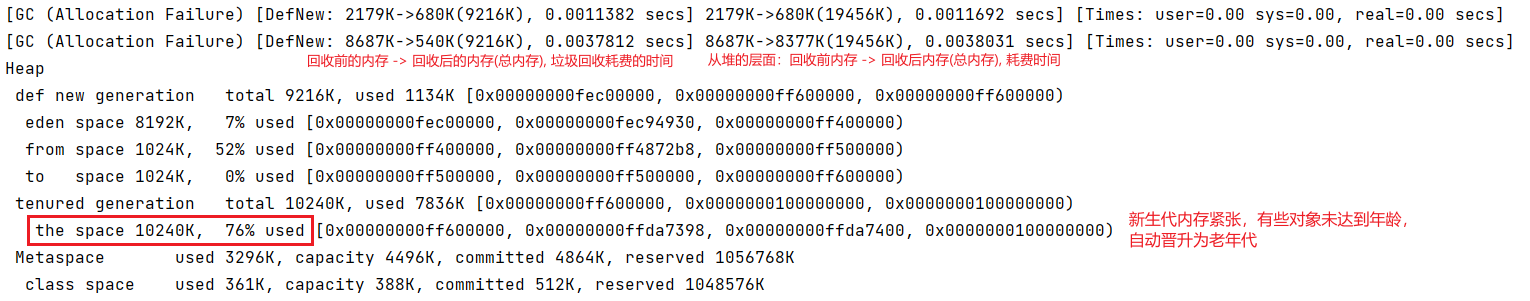 [GC (Allocation Failure) [DefNew: 2179K->680K(9216K), 0.0011382 secs] 2179K->680K(19456K), 0.0011692 secs] [Times: user=0.00 sys=0.00, real=0.00 secs]
[GC (Allocation Failure) [DefNew: 8687K->540K(9216K), 0.0037812 secs] 8687K->8377K(19456K), 0.0038031 secs] [Times: user=0.00 sys=0.00, real=0.00 secs]
回收前的内存 -> 回收后的内存(总内存), 垃圾回收耗费的时间
从堆的层面：回收前内存 -> 回收后内存(总内存), 耗费时间
Heap
def new generation   total 9216K, used 1134K [0x00000000fec00000, 0x00000000ff600000, 0x00000000ff600000)
eden space 8192K,   7% used [0x00000000fec00000, 0x00000000fec94930, 0x00000000ff400000)
from space 1024K,  52% used [0x00000000ff400000, 0x00000000ff4872b8, 0x00000000ff500000)
to   space 1024K,   0% used [0x00000000ff500000, 0x00000000ff500000, 0x00000000ff600000)
tenured generation   total 10240K, used 7836K [0x00000000ff600000, 0x0000000100000000, 0x0000000100000000)
the space 10240K,  76% used [0x00000000ff600000, 0x00000000ffda7398, 0x00000000ffda7400, 0x0000000100000000)
新生代内存紧张，有些对象未达到年龄，
自动晋升为老年代
Metaspace       used 3296K, capacity 4496K, committed 4864K, reserved 1056768K
class space    used 361K, capacity 388K, committed 512K, reserved 1048576K